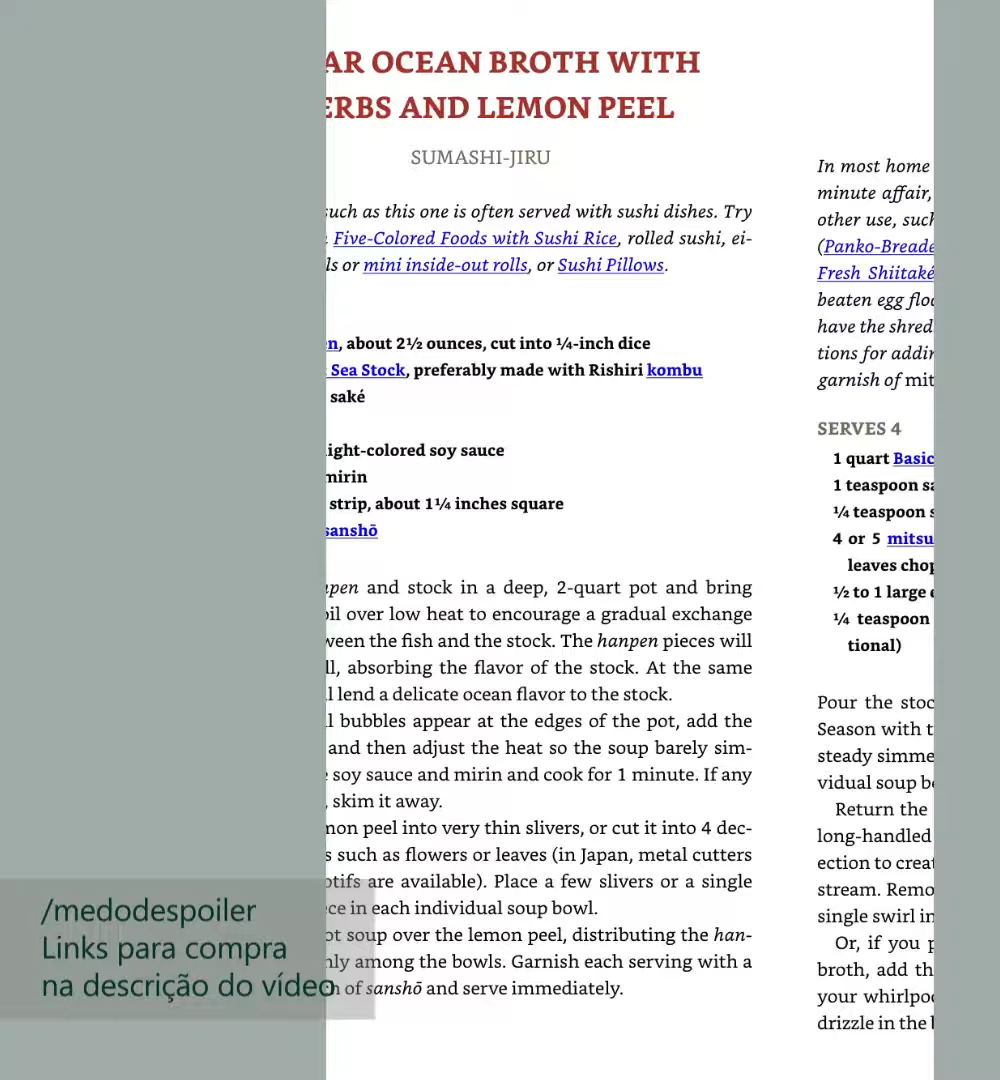 AR OCEAN BROTH WITH
ERBS AND LEMON PEEL
SUMASHI-JIRU
such as this one is often served with sushi dishes. Try
Five-Colored Foods with Sushi Rice, rolled sushi, ei-
ls or mini inside-out rolls, or Sushi Pillows.
en, about 2½ ounces, cut into ¼-inch dice
Sea Stock, preferably made with Rishiri kombu
saké
ight-colored soy sauce
mirin
strip, about 1¼ inches square
sanshō
pen and stock in a deep, 2-quart pot and bring
oil over low heat to encourage a gradual exchange
ween the fish and the stock. The hanpen pieces will
ll, absorbing the flavor of the stock. At the same
l lend a delicate ocean flavor to the stock.
l bubbles appear at the edges of the pot, add the
and then adjust the heat so the soup barely sim-
soy sauce and mirin and cook for 1 minute. If any
, skim it away.
mon peel into very thin slivers, or cut it into 4 dec-
s such as flowers or leaves (in Japan, metal cutters
otifs are available). Place a few slivers or a single
ce in each individual soup bowl.
ot soup over the lemon peel, distributing the han-
nly among the bowls. Garnish each serving with a
h of sanshō and serve immediately.
In most home
minute affair,
other use, suc
(Panko-Breade
Fresh Shiitaké
beaten egg floc
have the shred
tions for addin
garnish of mit
SERVES 4
1 quart Basic
1 teaspoon sa
¼ teaspoon s
4 or 5 mitsu
leaves chop
½ to 1 large e
¼ teaspoon
tional)
Pour the stoc
Season with t
steady simme
vidual soup b
Return the
long-handled
ection to creat
stream. Remo
single swirl in
Or, if you p
broth, add th
your whirlpoo
drizzle in the b
/medodespoiler
Links para compra
na descrição do vídeo